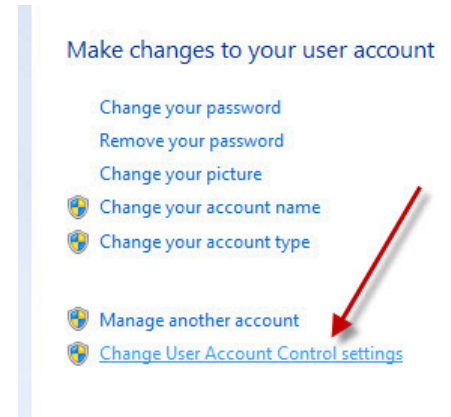 Make changes to your user account
Change your password
Remove your password
Change your picture
Change your account name
Change your account type
Manage another account
Change User Account Control settings